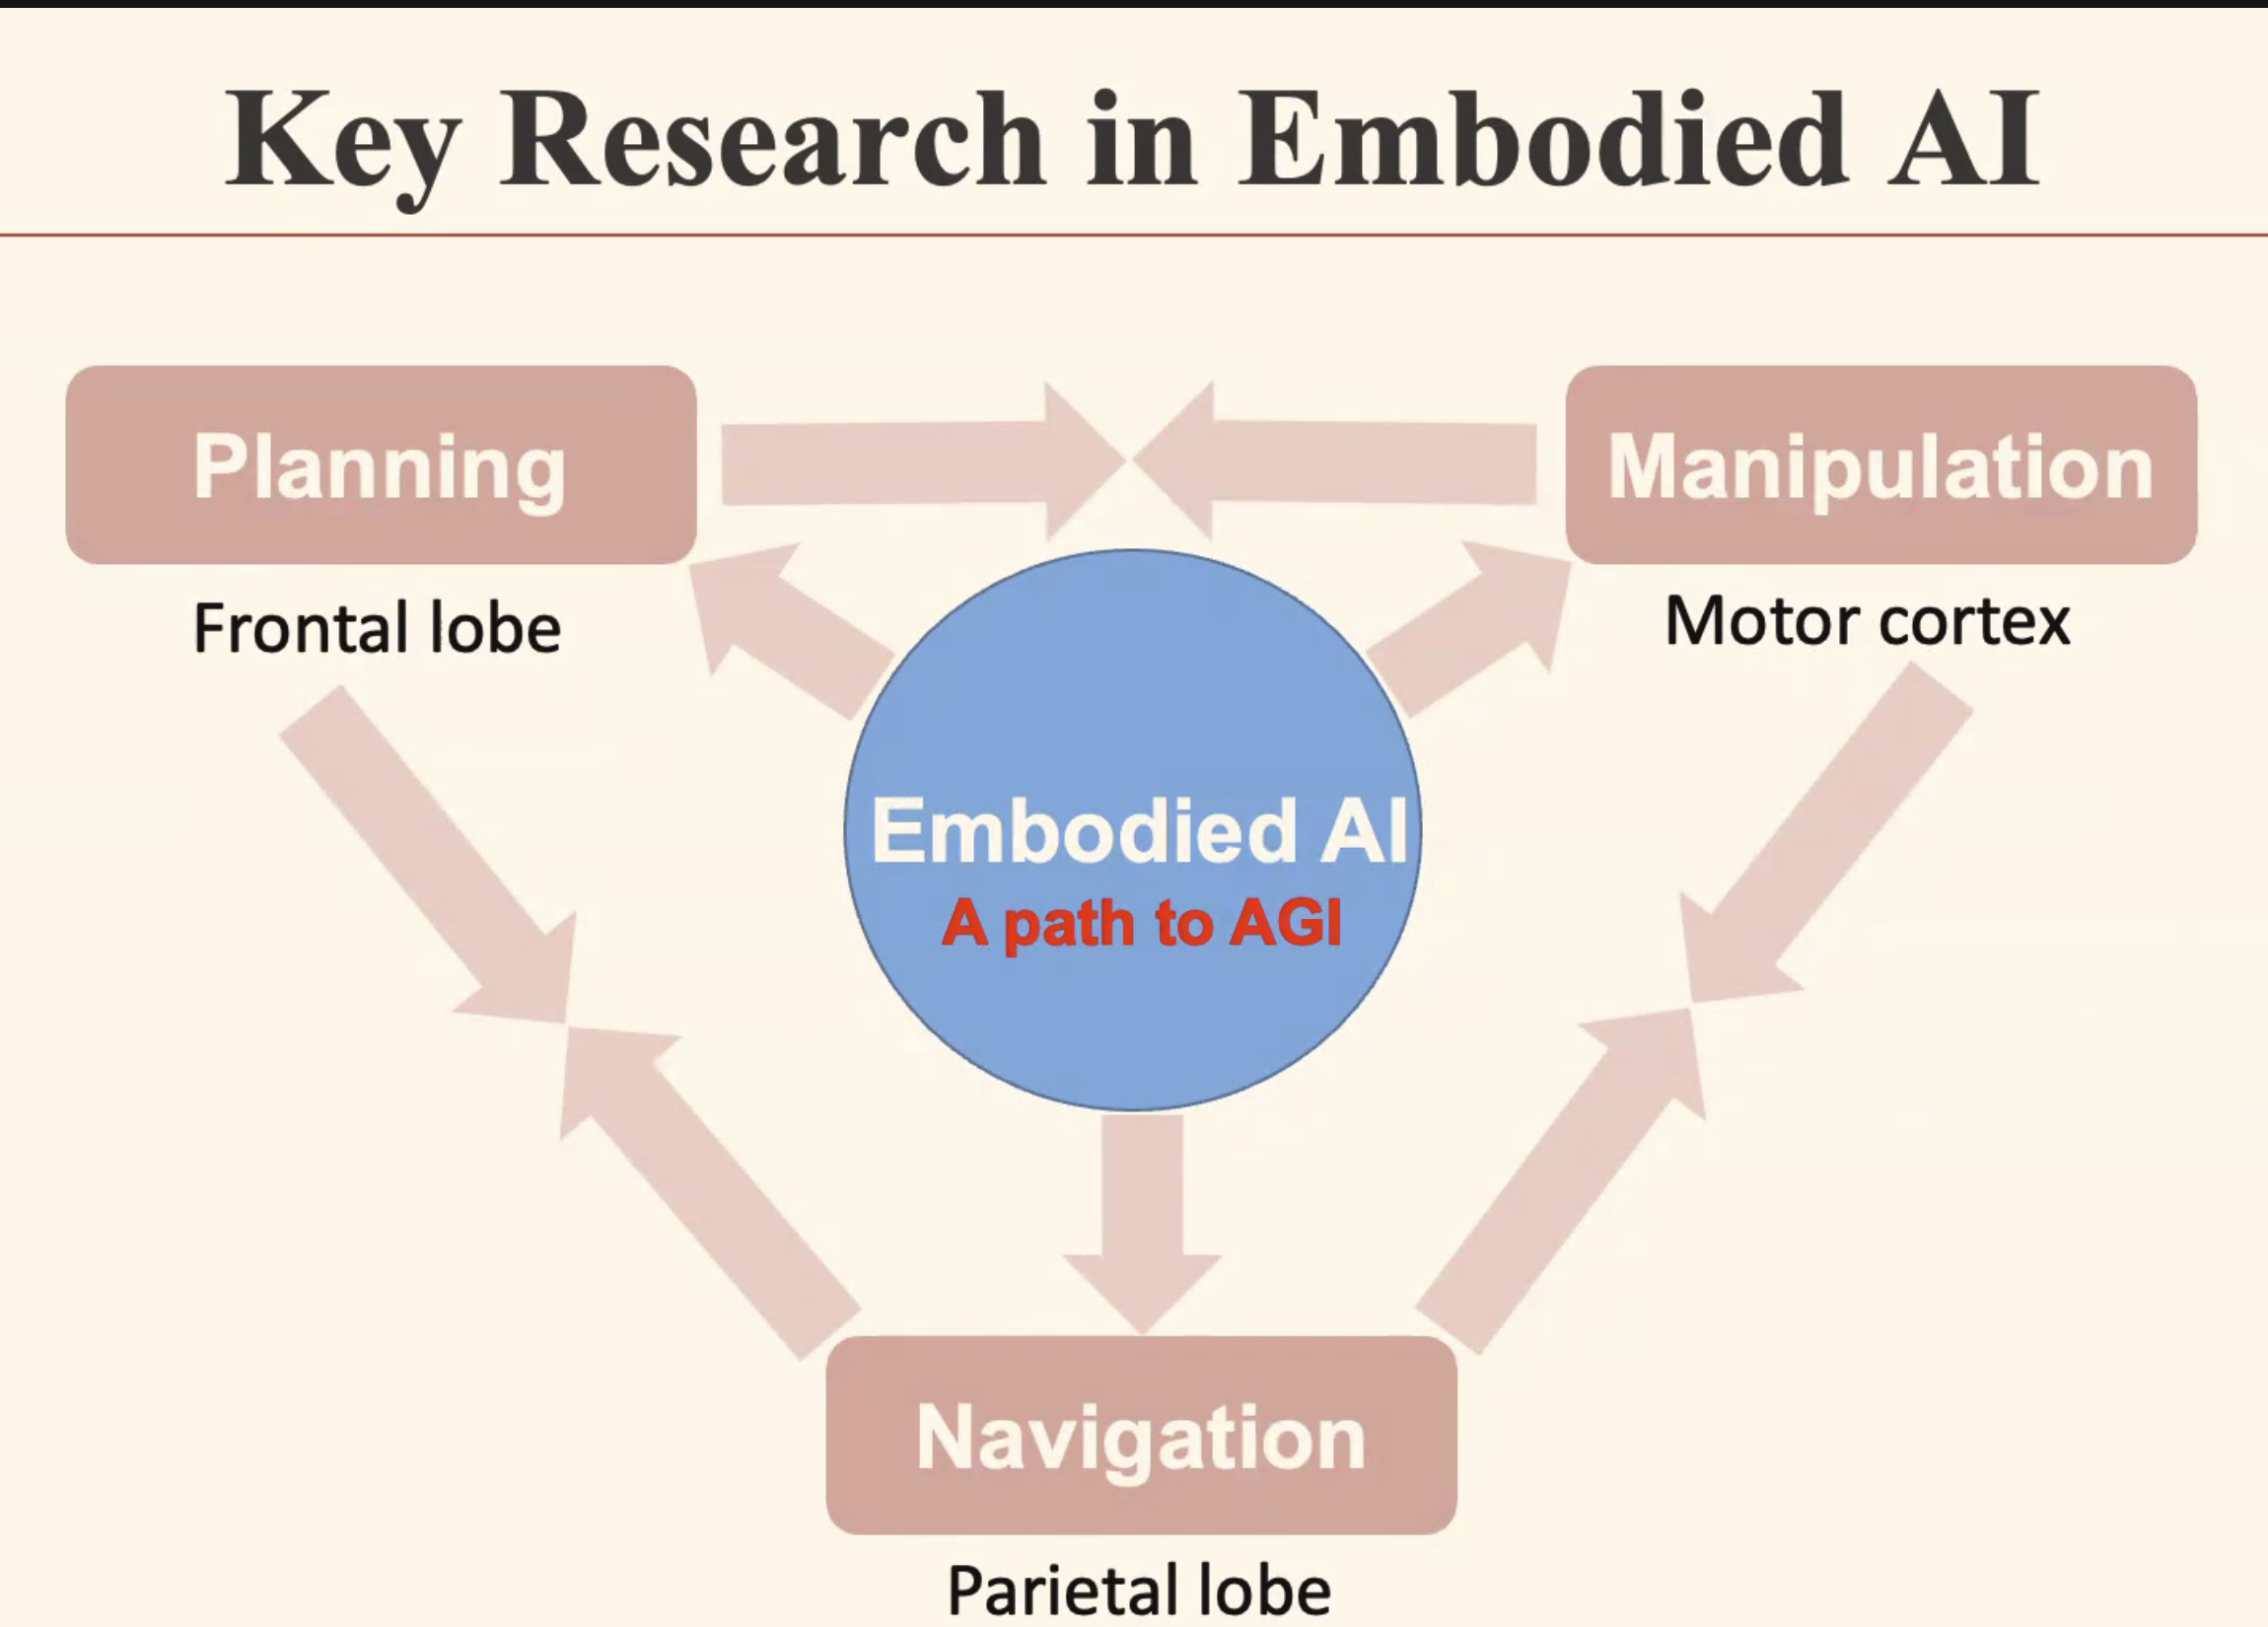 Key Research in Embodied AI
Planning
Manipulation
Frontal lobe
Motor cortex
Embodied AI
A path to AGI
Navigation
Parietal lobe